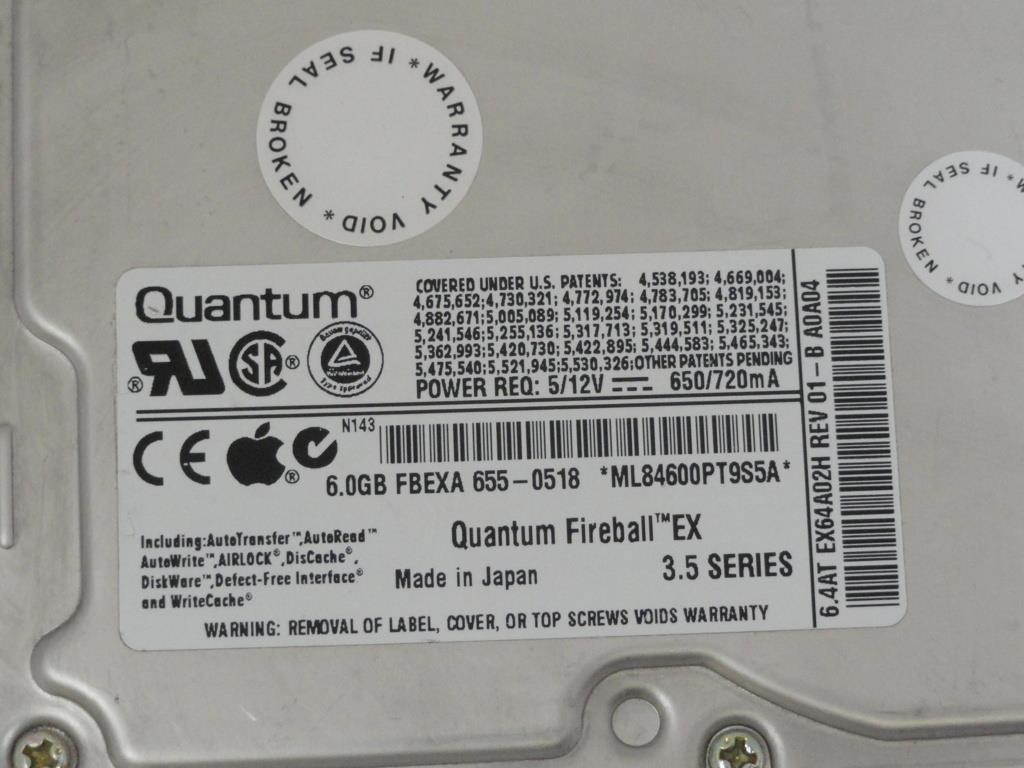 *WARRANTY VOID* IF SEAL BROKEN
IF SEAL BROKEN * VOID
Quantum®
COVERED UNDER U.S. PATENTS: 4,538,193; 4,669,004;
4,675,652;4,730,321; 4,772,974; 4,783,705; 4,819,153;
4,882,671;5,005,089; 5,119,254; 5,170,299; 5,231,545;
5,241,546; 5,255,136; 5,317,713; 5,319,511; 5,325,247;
5,362,993;5,420,730; 5,422,895; 5,444,583; 5,465,343;
5,475,540;5,521,945;5,530,326;OTHER PATENTS PENDING
POWER REQ: 5/12V 650/720mA
®RU SA®
Type approved
CE ® N143
6.0GB FBEXA 655-0518 *ML84600PT9S5A*
Including:AutoTransfer™,AutoRead™
AutoWrite™,AIRLOCK®,DisCache®,
DiskWare™,Defect-Free Interface®
and WriteCache®
Quantum Fireball™EX
Made in Japan 3.5 SERIES
WARNING: REMOVAL OF LABEL, COVER, OR TOP SCREWS VOIDS WARRANTY
6.4AT EX64A02H REV 01-B A0A04